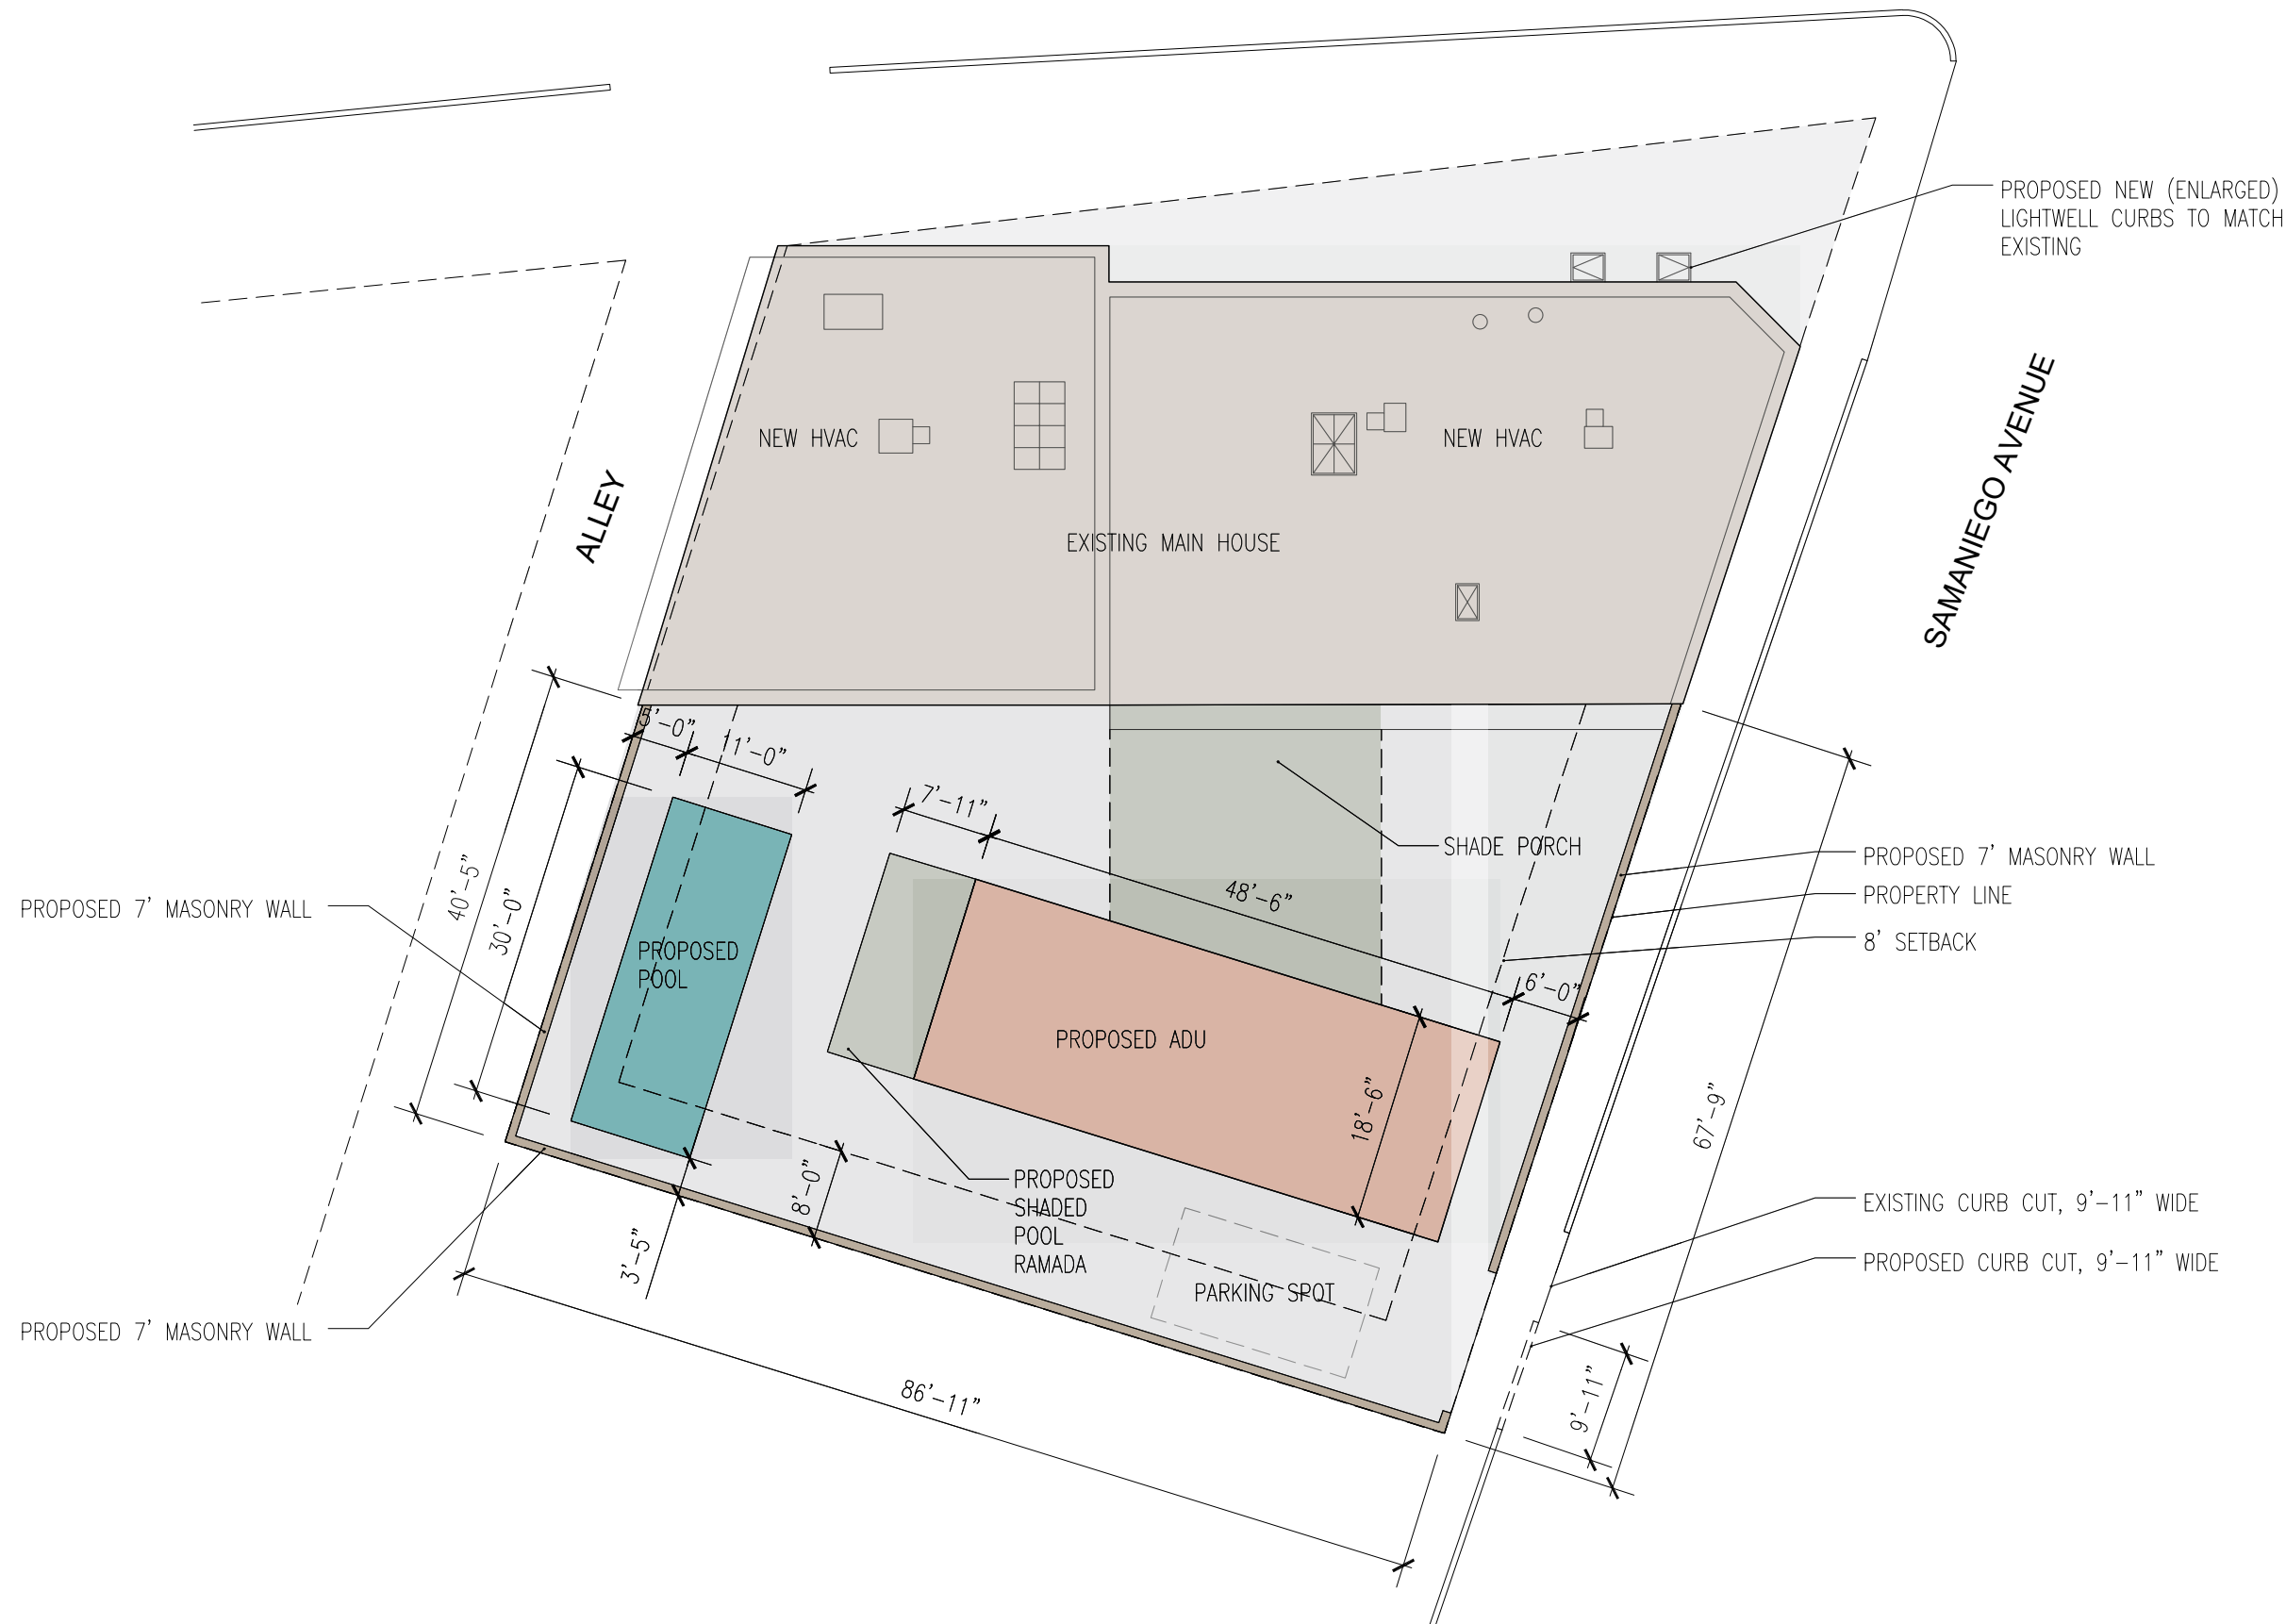 PROPOSED NEW (ENLARGED)
LIGHTWELL CURBS TO MATCH
EXISTING
NEW HVAC
NEW HVAC
ALLEY
SAMANIEGO AVENUE
EXISTING MAIN HOUSE
5'-0"
11'-0"
7'-11"
SHADE PORCH
PROPOSED 7' MASONRY WALL
PROPERTY LINE
8' SETBACK
40'-5"
30'-0"
48'-6"
PROPOSED 7' MASONRY WALL
PROPOSED
POOL
6'-0"
PROPOSED ADU
18'-6"
67'-9"
8'-0"
3'-5"
PROPOSED
SHADED
POOL
RAMADA
EXISTING CURB CUT, 9'-11" WIDE
PROPOSED CURB CUT, 9'-11" WIDE
PARKING SPOT
PROPOSED 7' MASONRY WALL
86'-11"
9'-11"